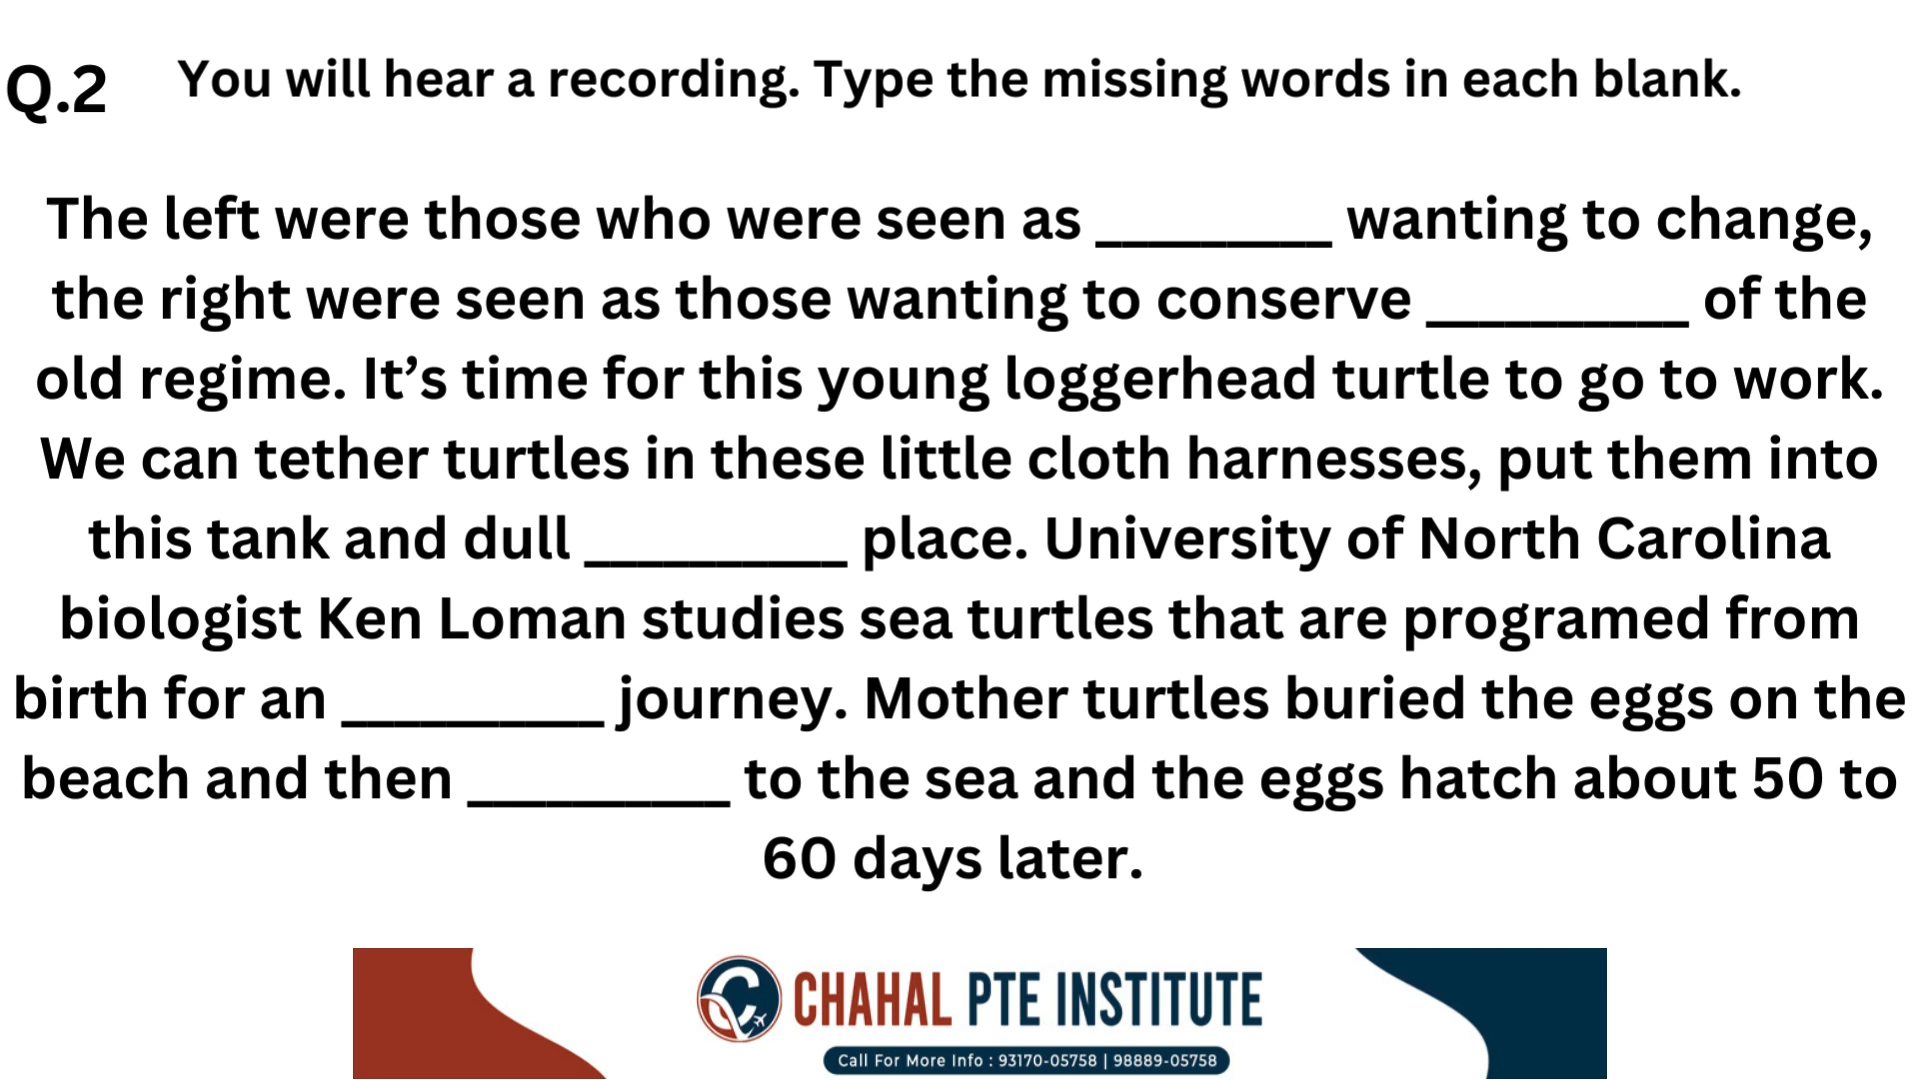 Q.2 You will hear a recording. Type the missing words in each blank.
The left were those who were seen as _________ wanting to change,
the right were seen as those wanting to conserve __________ of the
old regime. It’s time for this young loggerhead turtle to go to work.
We can tether turtles in these little cloth harnesses, put them into
this tank and dull __________ place. University of North Carolina
biologist Ken Loman studies sea turtles that are programed from
birth for an __________ journey. Mother turtles buried the eggs on the
beach and then __________ to the sea and the eggs hatch about 50 to
60 days later.
CHAHAL PTE INSTITUTE
Call For More Info : 93170-05758 | 98889-05758